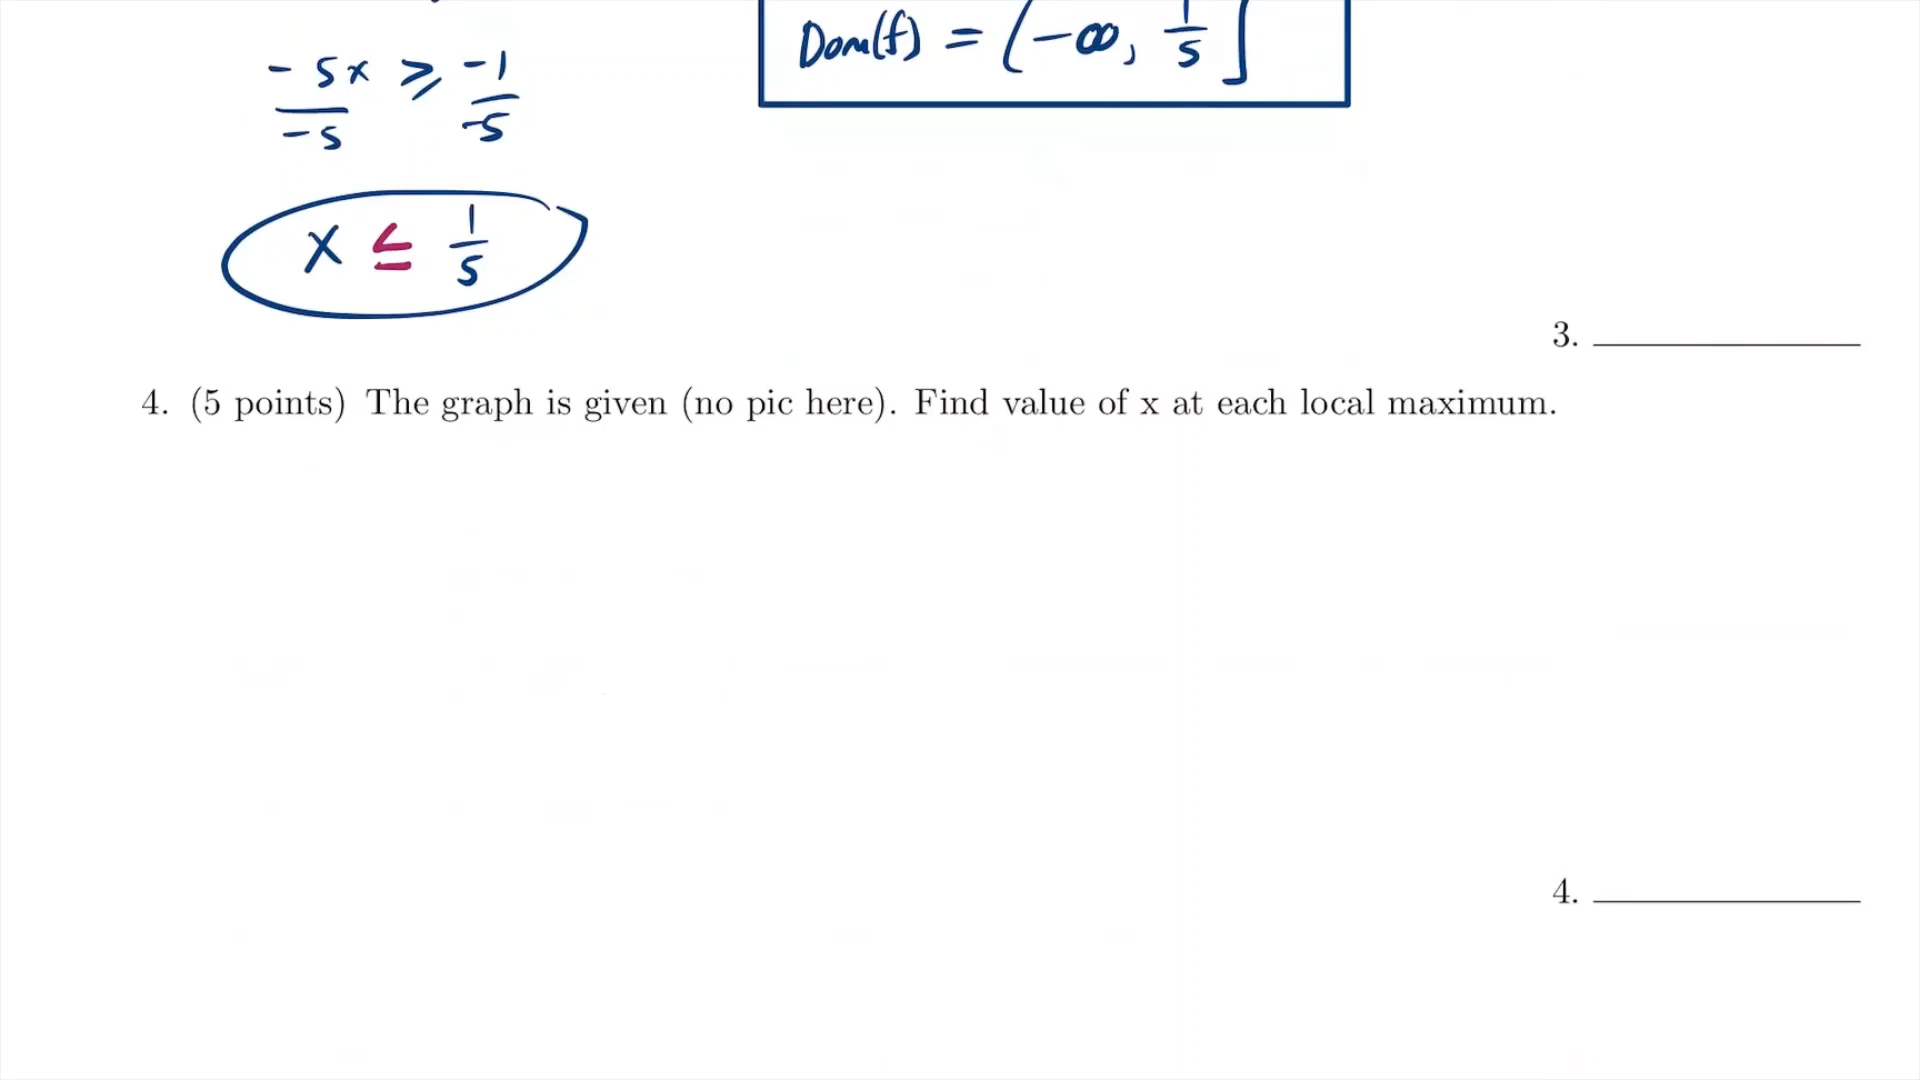 Dom(f) = (-∞, 1/5]
-5x ⩾ -1
-5 -5
x ≤ 1/5
3.
4. (5 points) The graph is given (no pic here). Find value of x at each local maximum.
4.